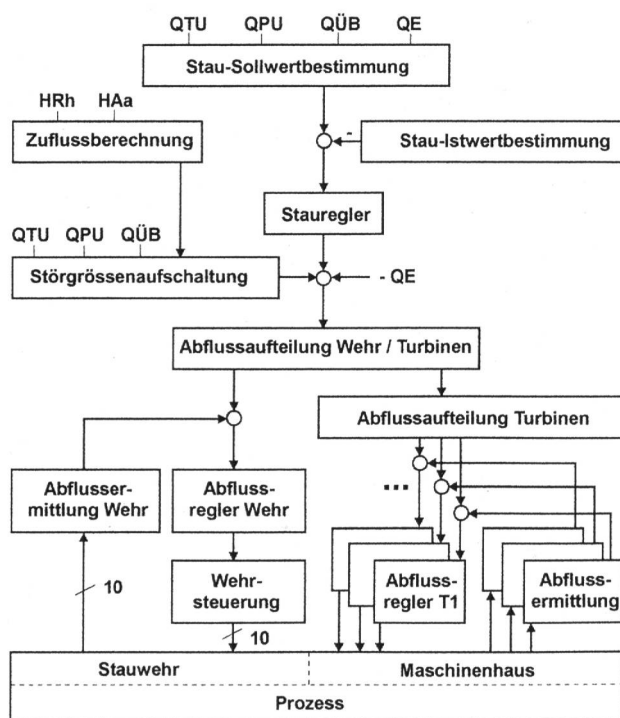 QTU QPU QÜB QE
Stau-Sollwertbestimmung
HRh HAa
Zuflussberechnung
-
Stau-Istwertbestimmung
Stauregler
QTU QPU QÜB
Störgrössenaufschaltung
- QE
Abflussaufteilung Wehr / Turbinen
Abflussaufteilung Turbinen
...
Abflusser-
mittlung Wehr
Abfluss-
regler Wehr
Wehr-
steuerung
Abfluss-
regler T1
Abfluss-
ermittlung
10
10
Stauwehr
Maschinenhaus
Prozess